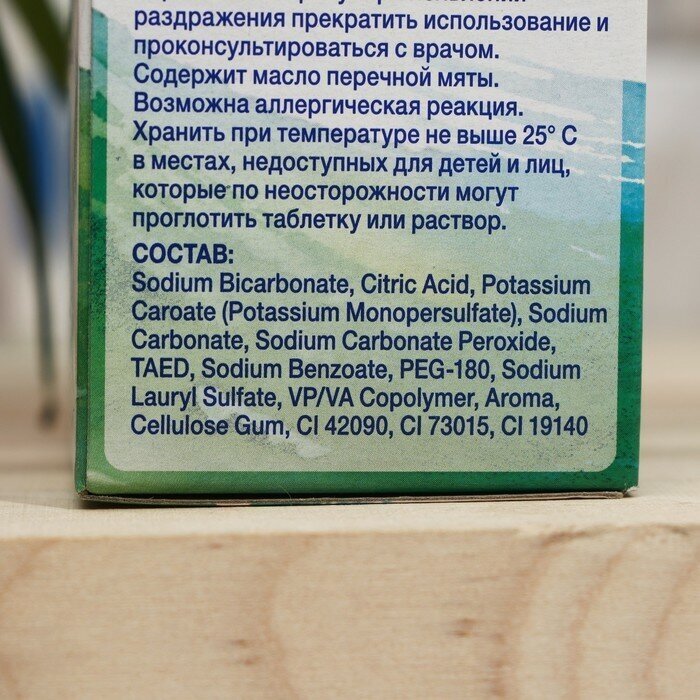 раздражения прекратить использование и
проконсультироваться с врачом.
Содержит масло перечной мяты.
Возможна аллергическая реакция.
Хранить при температуре не выше 25° С
в местах, недоступных для детей и лиц,
которые по неосторожности могут
проглотить таблетку или раствор.
СОСТАВ:
Sodium Bicarbonate, Citric Acid, Potassium
Caroate (Potassium Monopersulfate), Sodium
Carbonate, Sodium Carbonate Peroxide,
TAED, Sodium Benzoate, PEG-180, Sodium
Lauryl Sulfate, VP/VA Copolymer, Aroma,
Cellulose Gum, CI 42090, CI 73015, CI 19140